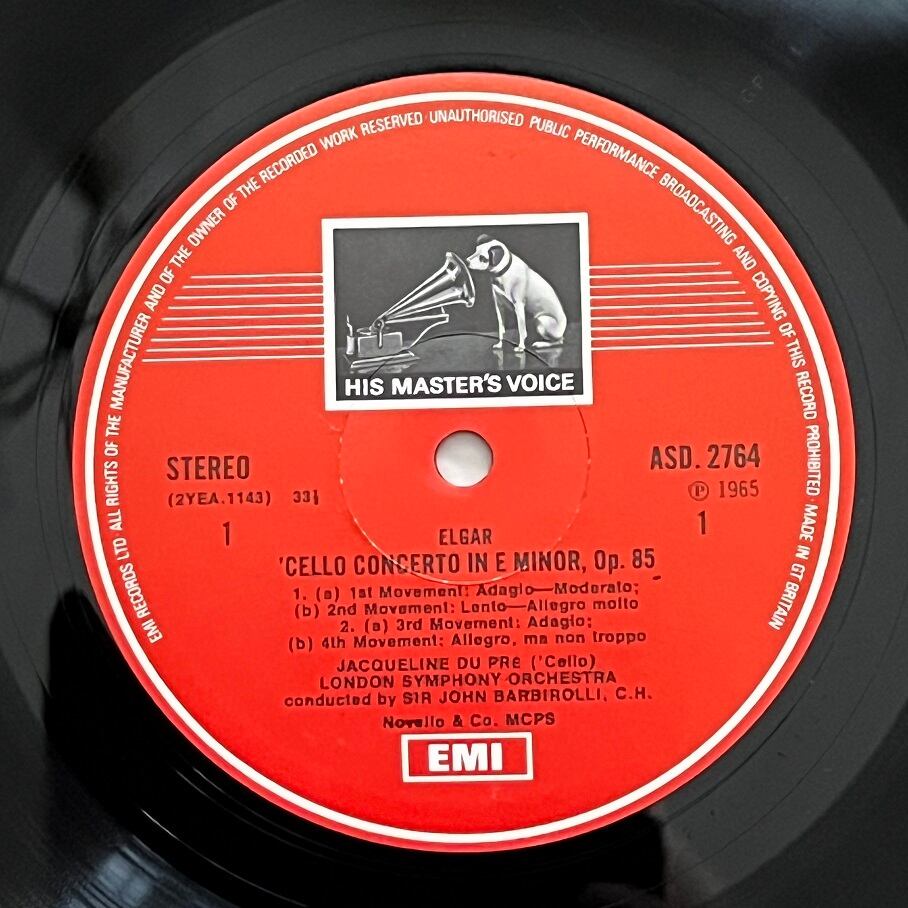 EMI RECORDS LTD · ALL RIGHTS OF THE MANUFACTURER AND OF THE OWNER OF THE RECORDED WORK RESERVED · UNAUTHORISED PUBLIC PERFORMANCE BROADCASTING AND COPYING OF THIS RECORD PROHIBITED · MADE IN GT BRITAIN
HIS MASTER'S VOICE
STEREO
(2YEA.1143) 33⅓
1
ASD. 2764
℗ 1965
1
ELGAR
'CELLO CONCERTO IN E MINOR, Op. 85
1. (a) 1st Movement: Adagio—Moderato;
(b) 2nd Movement: Lento—Allegro molto
2. (a) 3rd Movement: Adagio;
(b) 4th Movement: Allegro, ma non troppo
JACQUELINE DU PRÉ ('Cello)
LONDON SYMPHONY ORCHESTRA
conducted by SIR JOHN BARBIROLLI, C.H.
Novello & Co. MCPS
EMI